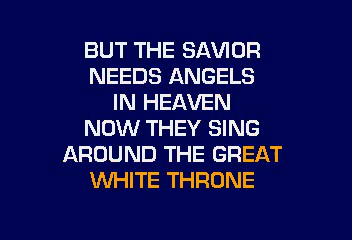 BUT THE SAVIOR
NEEDS ANGELS
IN HEAVEN
NOW THEY SING
AROUND THE GREAT
WHITE THRONE